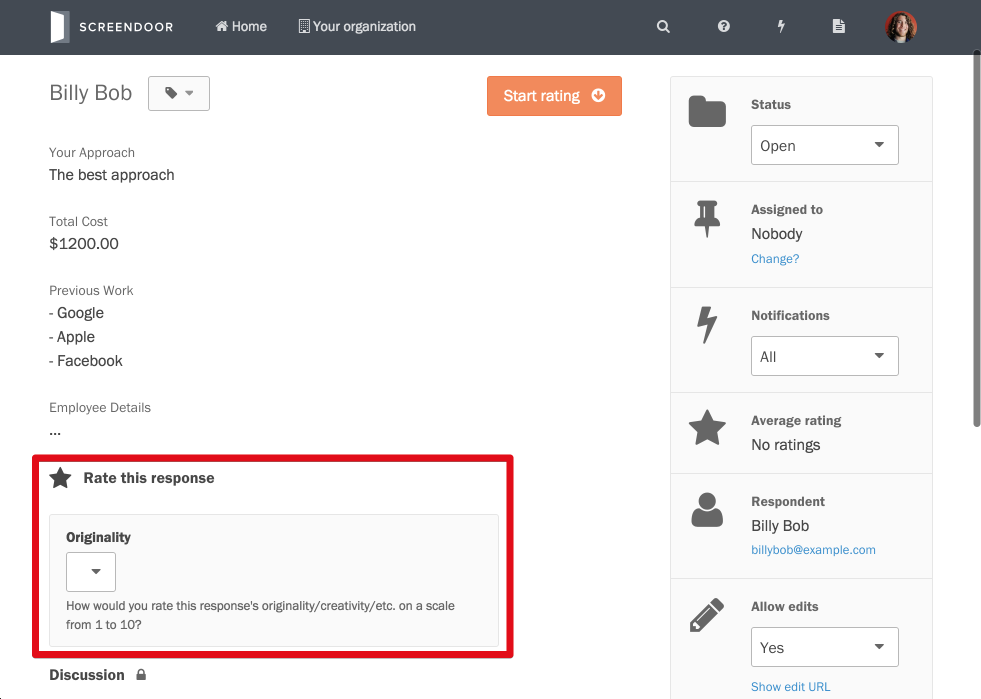 SCREENDOOR
Home
Your organization
Billy Bob
Start rating
Your Approach
The best approach
Total Cost
$1200.00
Previous Work
- Google
- Apple
- Facebook
Employee Details
...
Rate this response
Originality
How would you rate this response's originality/creativity/etc. on a scale
from 1 to 10?
Discussion
Status
Open
Assigned to
Nobody
Change?
Notifications
All
Average rating
No ratings
Respondent
Billy Bob
billybob@example.com
Allow edits
Yes
Show edit URL